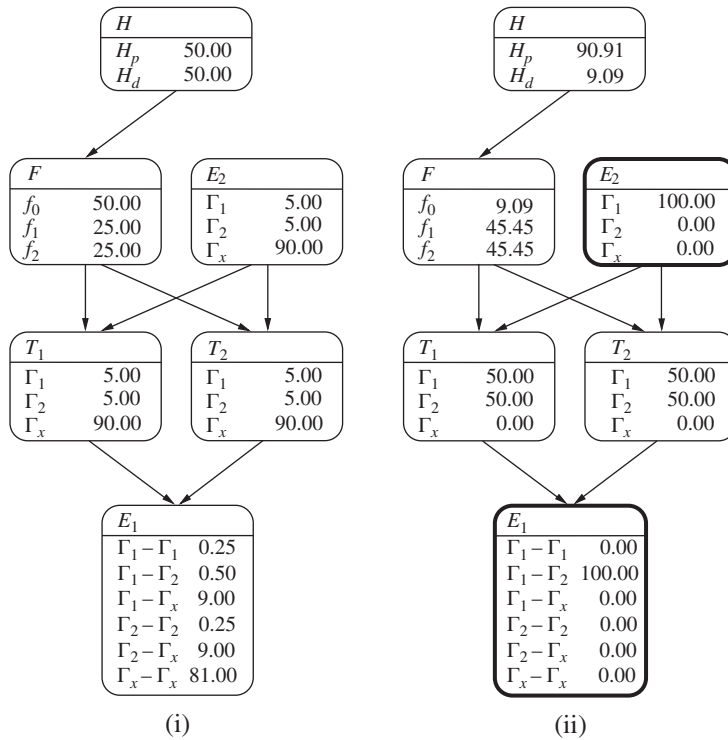 H
H_p 50.00
H_d 50.00
F
f_0 50.00
f_1 25.00
f_2 25.00
E_2
Γ_1 5.00
Γ_2 5.00
Γ_x 90.00
T_1
Γ_1 5.00
Γ_2 5.00
Γ_x 90.00
T_2
Γ_1 5.00
Γ_2 5.00
Γ_x 90.00
E_1
Γ_1 – Γ_1 0.25
Γ_1 – Γ_2 0.50
Γ_1 – Γ_x 9.00
Γ_2 – Γ_2 0.25
Γ_2 – Γ_x 9.00
Γ_x – Γ_x 81.00
(i)
H
H_p 90.91
H_d 9.09
F
f_0 9.09
f_1 45.45
f_2 45.45
E_2
Γ_1 100.00
Γ_2 0.00
Γ_x 0.00
T_1
Γ_1 50.00
Γ_2 50.00
Γ_x 0.00
T_2
Γ_1 50.00
Γ_2 50.00
Γ_x 0.00
E_1
Γ_1 – Γ_1 0.00
Γ_1 – Γ_2 100.00
Γ_1 – Γ_x 0.00
Γ_2 – Γ_2 0.00
Γ_2 – Γ_x 0.00
Γ_x – Γ_x 0.00
(ii)